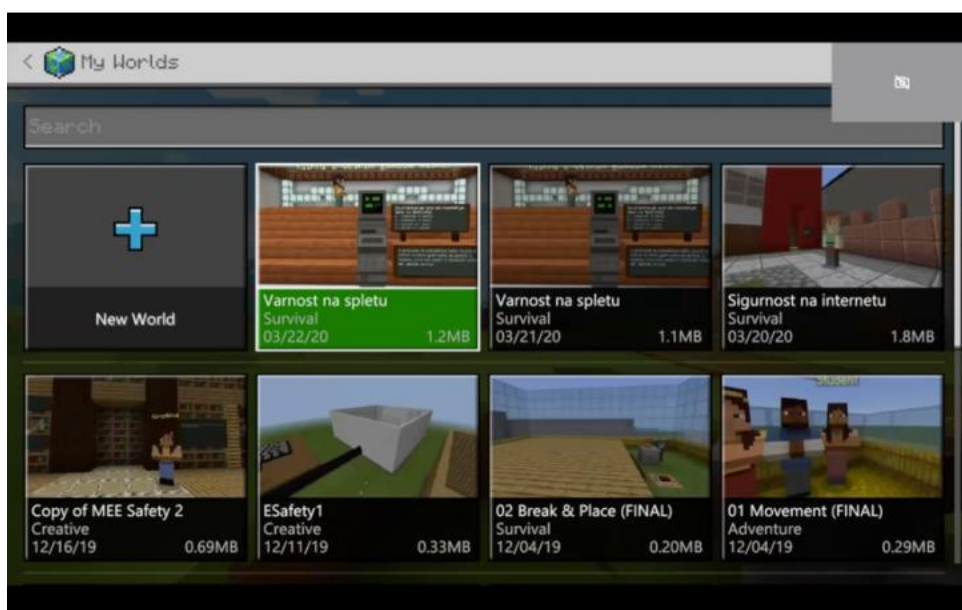 My Worlds
Search
New World
Varnost na spletu
Survival
03/22/20 1.2MB
Varnost na spletu
Survival
03/21/20 1.1MB
Sigurnost na internetu
Survival
03/20/20 1.8MB
Copy of MEE Safety 2
Creative
12/16/19 0.69MB
ESafety1
Creative
12/11/19 0.33MB
02 Break & Place (FINAL)
Survival
12/04/19 0.20MB
Student
01 Movement (FINAL)
Adventure
12/04/19 0.29MB